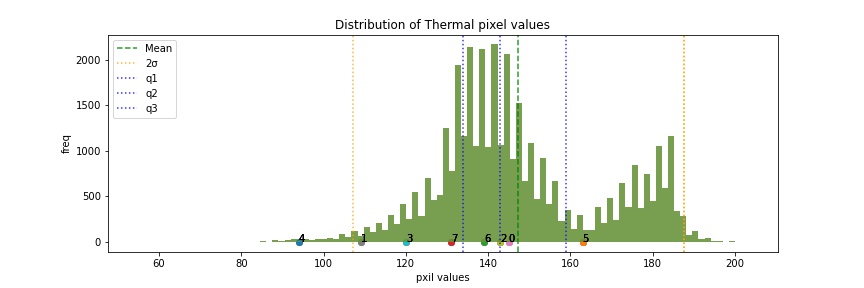 Distribution of Thermal pixel values
Mean
2σ
q1
q2
q3
freq
2000
1500
1000
500
0
4 1 3 7 6 2 0 5
60 80 100 120 140 160 180 200
pxil values